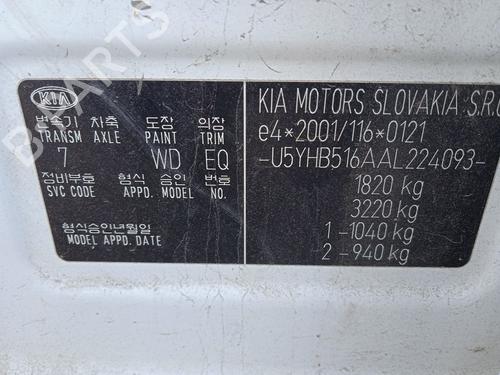 KIA
변속기 차축 도장 의장
TRANSM AXLE PAINT TRIM
7 WD EQ
정비부호 형식 승인 번호
SVC CODE APPD. MODEL NO.
형식승인년월일
MODEL APPD. DATE
KIA MOTORS SLOVAKIA S.R.O
e4*2001/116*0121
-U5YHB516AAL224093-
1820 kg
3220 kg
1 -1040 kg
2 -940 kg